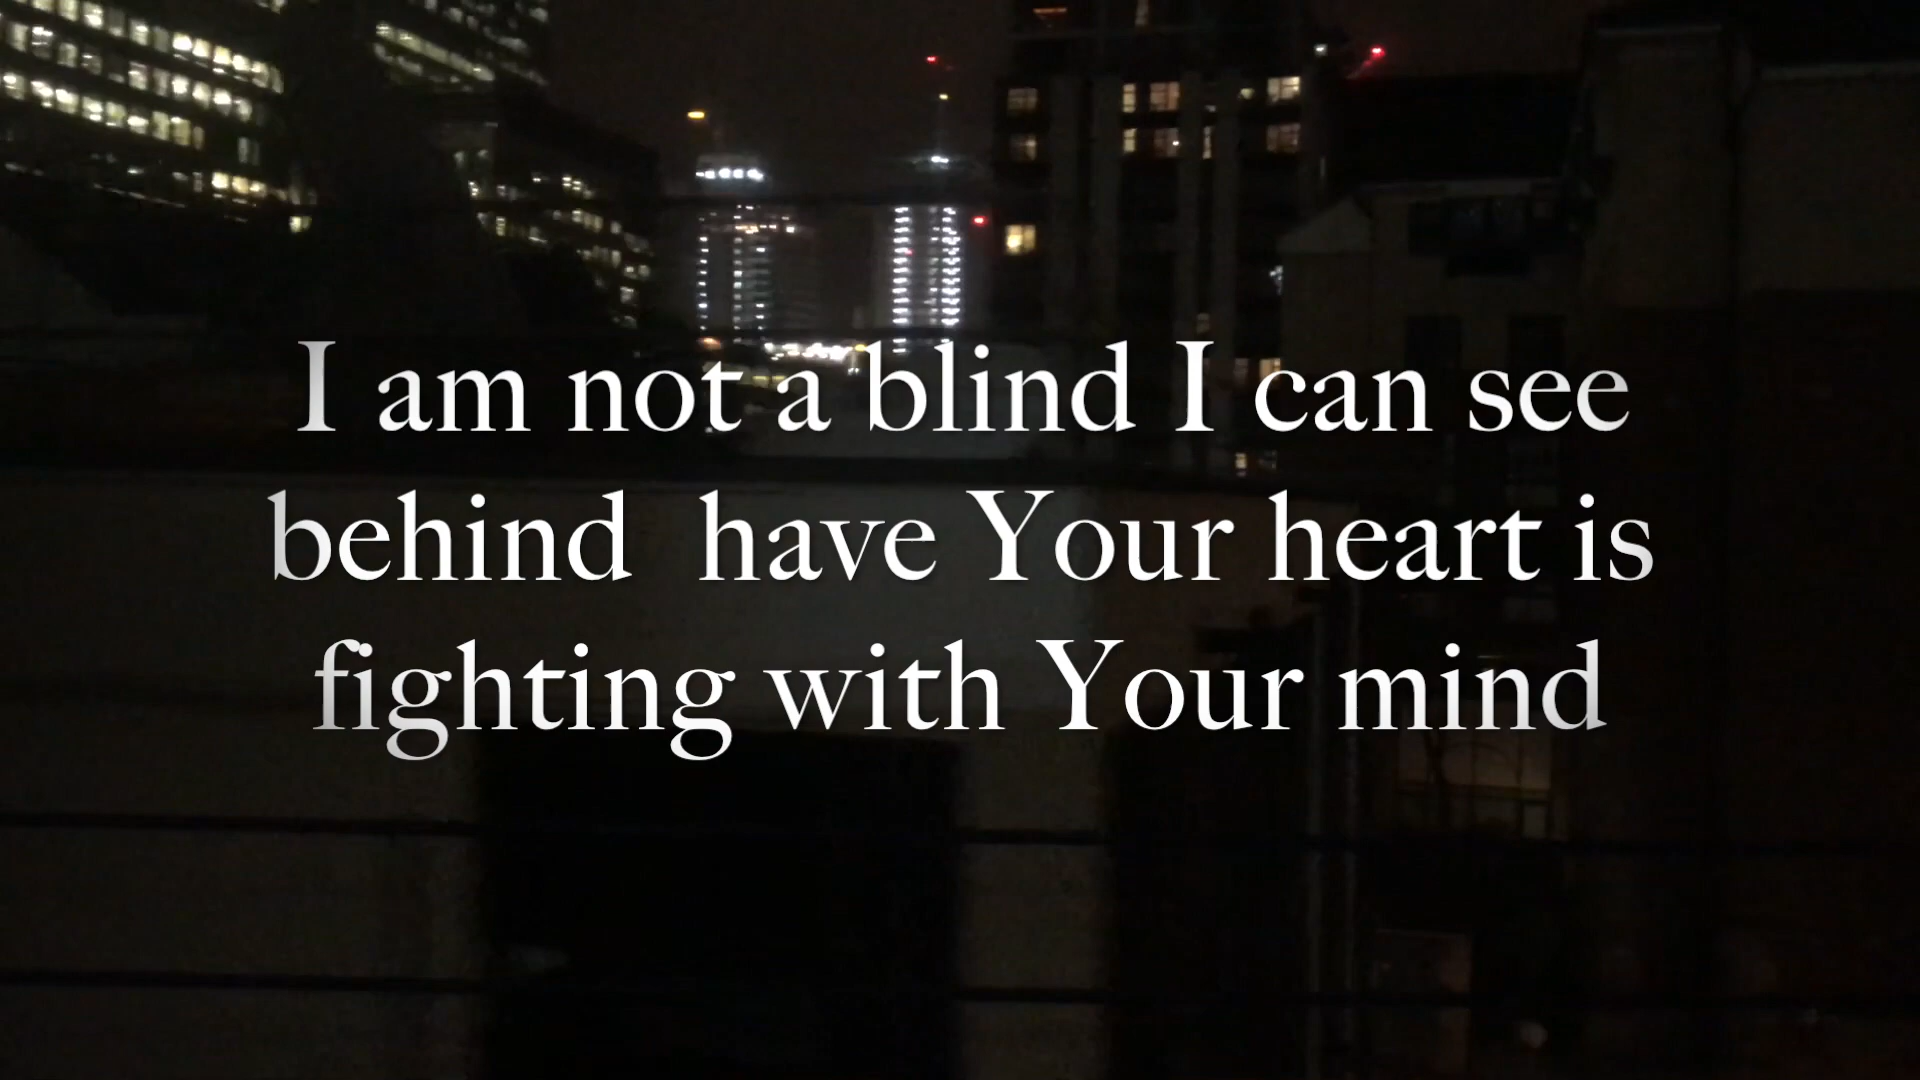 I am not a blind I can see
behind  have Your heart is
fighting with Your mind